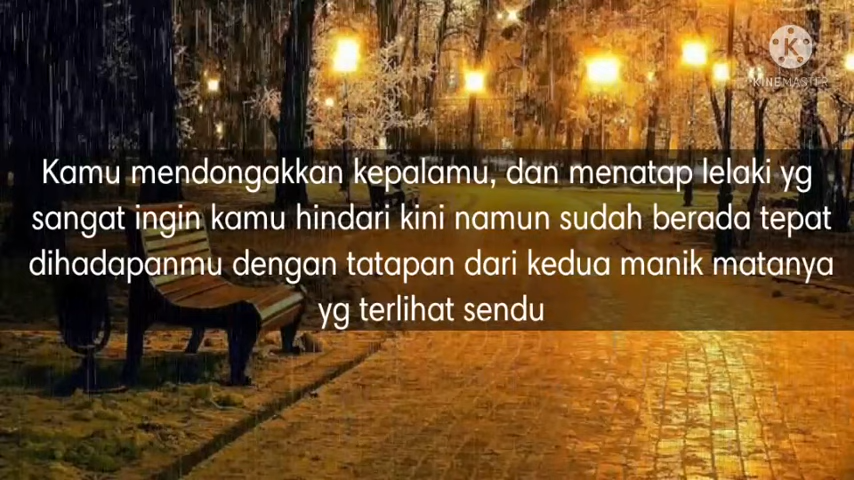 KINEMASTER
Kamu mendongakkan kepalamu, dan menatap lelaki yg
sangat ingin kamu hindari kini namun sudah berada tepat
dihadapanmu dengan tatapan dari kedua manik matanya
yg terlihat sendu